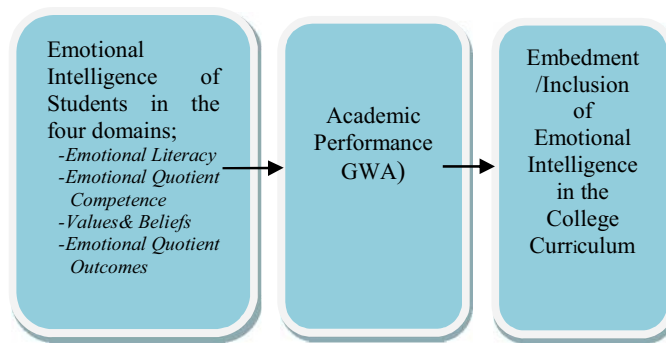 Emotional
Intelligence of
Students in the
four domains;
-Emotional Literacy
-Emotional Quotient
Competence
-Values& Beliefs
-Emotional Quotient
Outcomes
Academic
Performance
GWA)
Embedment
/Inclusion
of
Emotional
Intelligence
in the
College
Curriculum